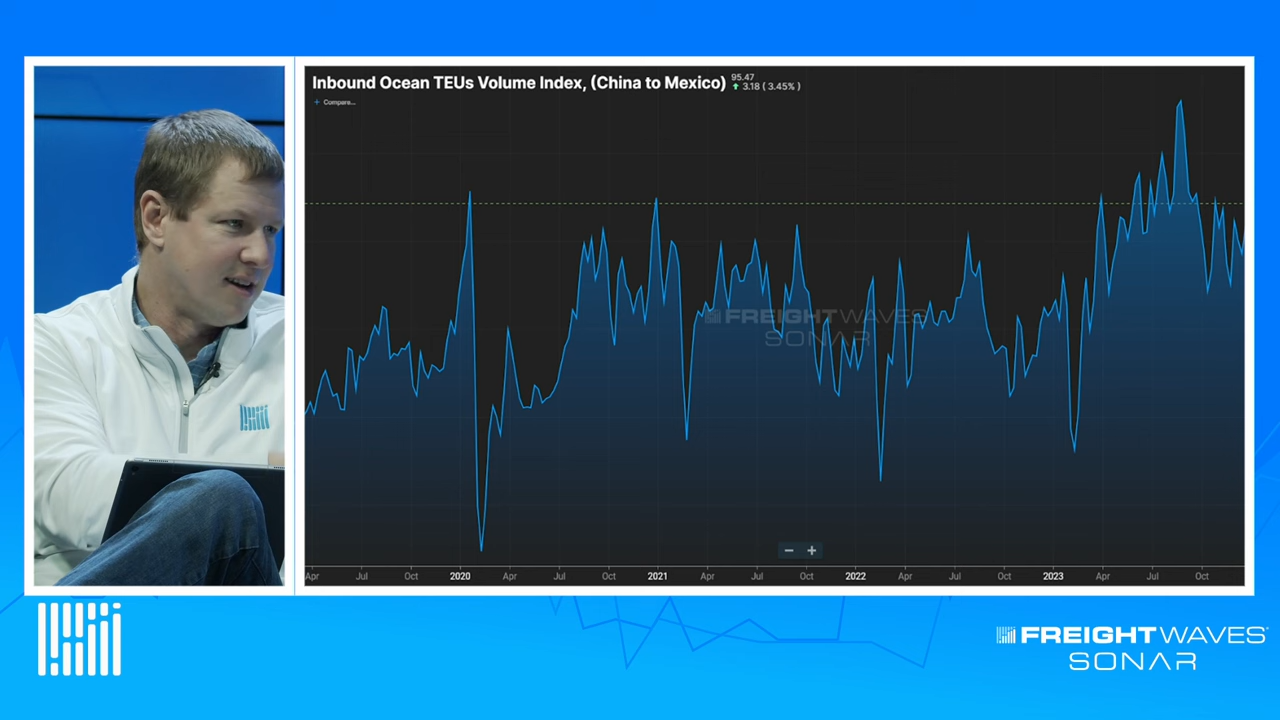 Inbound Ocean TEUs Volume Index, (China to Mexico)
95.47
3.18 ( 3.45% )
+ Compare...
FREIGHTWAVES
SONAR
− +
Apr Jul Oct 2020 Apr Jul Oct 2021 Apr Jul Oct 2022 Apr Jul Oct 2023 Apr Jul Oct
FREIGHTWAVES
SONAR